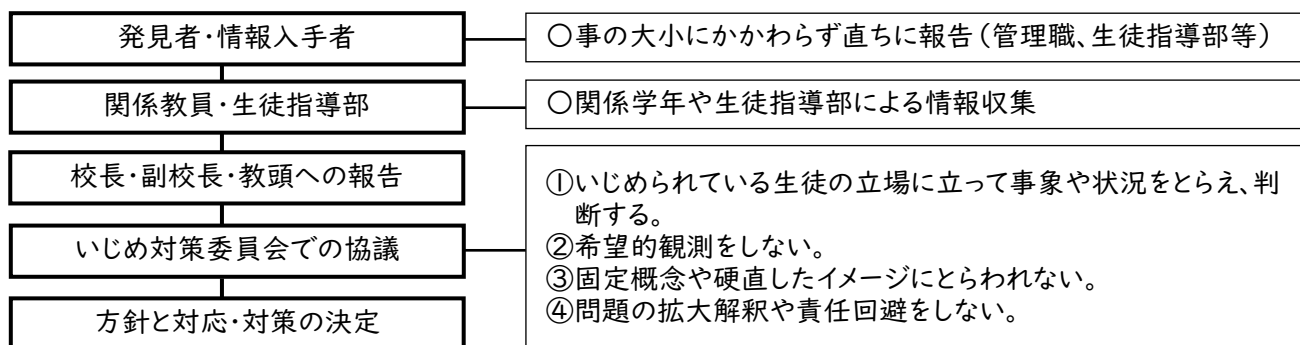 発見者・情報入手者
○事の大小にかかわらず直ちに報告（管理職、生徒指導部等）
関係教員・生徒指導部
○関係学年や生徒指導部による情報収集
校長・副校長・教頭への報告
いじめ対策委員会での協議
方針と対応・対策の決定
①いじめられている生徒の立場に立って事象や状況をとらえ、判
断する。
②希望的観測をしない。
③固定概念や硬直したイメージにとらわれない。
④問題の拡大解釈や責任回避をしない。